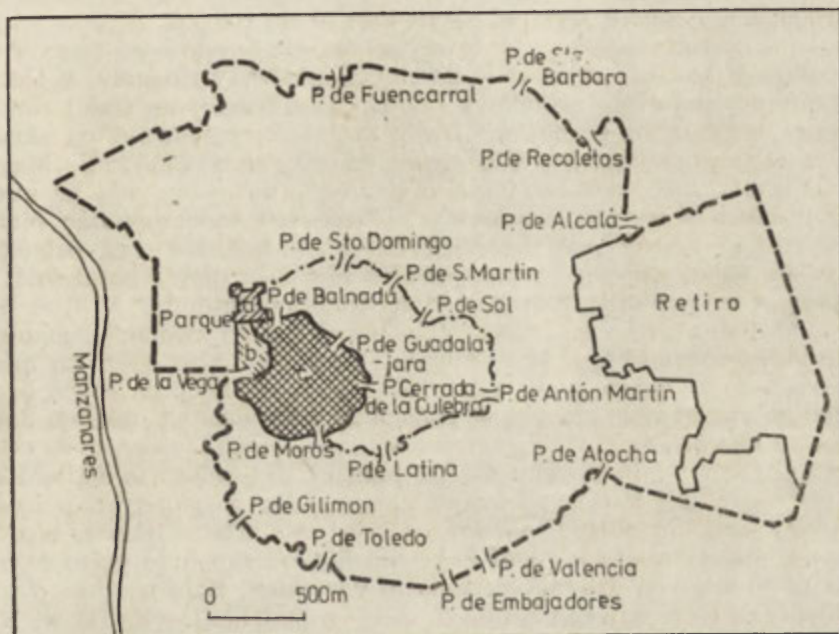 P. de Sta.
Barbara
P. de Fuencarral
P. de Recoletos
P. de Alcalá
P. de Sto. Domingo
P. de S. Martin
P. de Balnadú
P. de Sol
Retiro
Parque
a
b
P. de Guadala-
jara
P. de la Vega
P. Cerrada
de la Culebra
P. de Antón Martín
Manzanares
P. de Moros
P. de Latina
P. de Atocha
P. de Gilimon
P. de Toledo
P. de Valencia
P. de Embajadores
0 500m